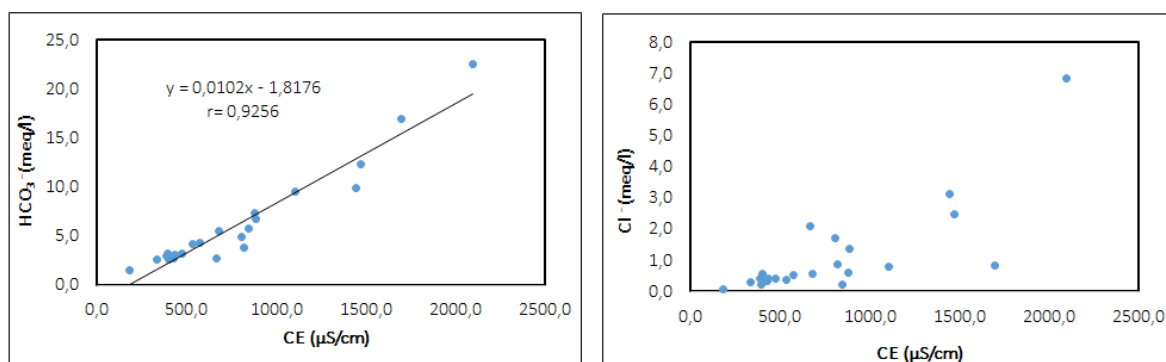 25,0
20,0
15,0
10,0
5,0
0,0
HCO₃⁻ (meq/l)
y = 0,0102x - 1,8176
r= 0,9256
0,0 500,0 1000,0 1500,0 2000,0 2500,0
CE (µS/cm)
8,0
7,0
6,0
5,0
4,0
3,0
2,0
1,0
0,0
Cl⁻ (meq/l)
0,0 500,0 1000,0 1500,0 2000,0 2500,0
CE (µS/cm)